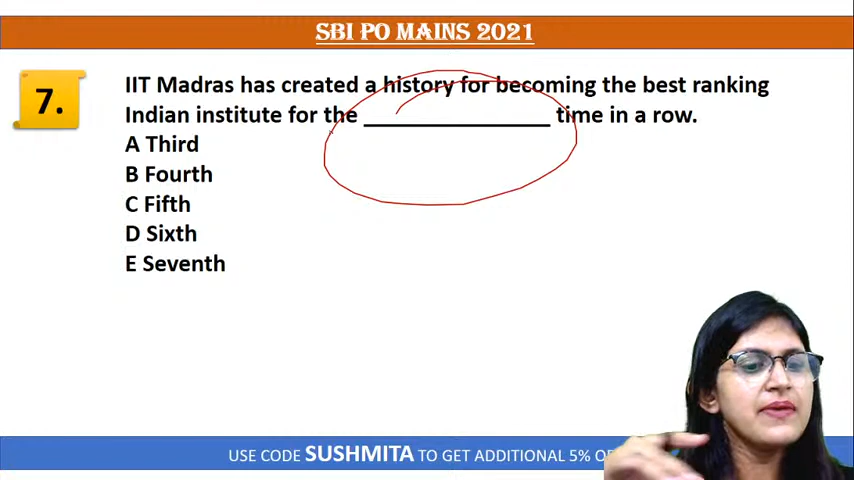 SBI PO MAINS 2021
7.
IIT Madras has created a history for becoming the best ranking
Indian institute for the _______________ time in a row.
A Third
B Fourth
C Fifth
D Sixth
E Seventh
USE CODE SUSHMITA TO GET ADDITIONAL 5%